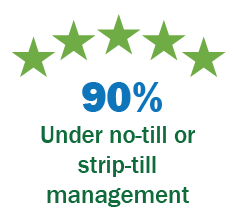 90%
Under no-till or
strip-till
management